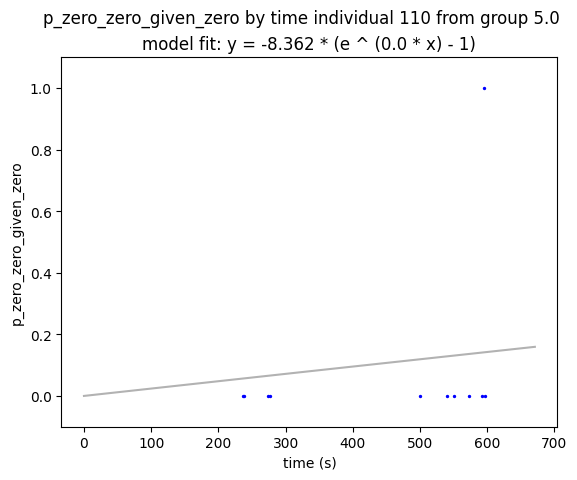 p_zero_zero_given_zero by time individual 110 from group 5.0
model fit: y = -8.362 * (e ^ (0.0 * x) - 1)
p_zero_zero_given_zero
1.0
0.8
0.6
0.4
0.2
0.0
0 100 200 300 400 500 600 700
time (s)